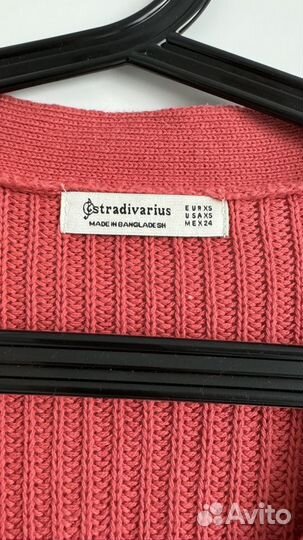 stradivarius
MADE IN BANGLADESH
EUR XS
USA XS
MEX 24
Avito